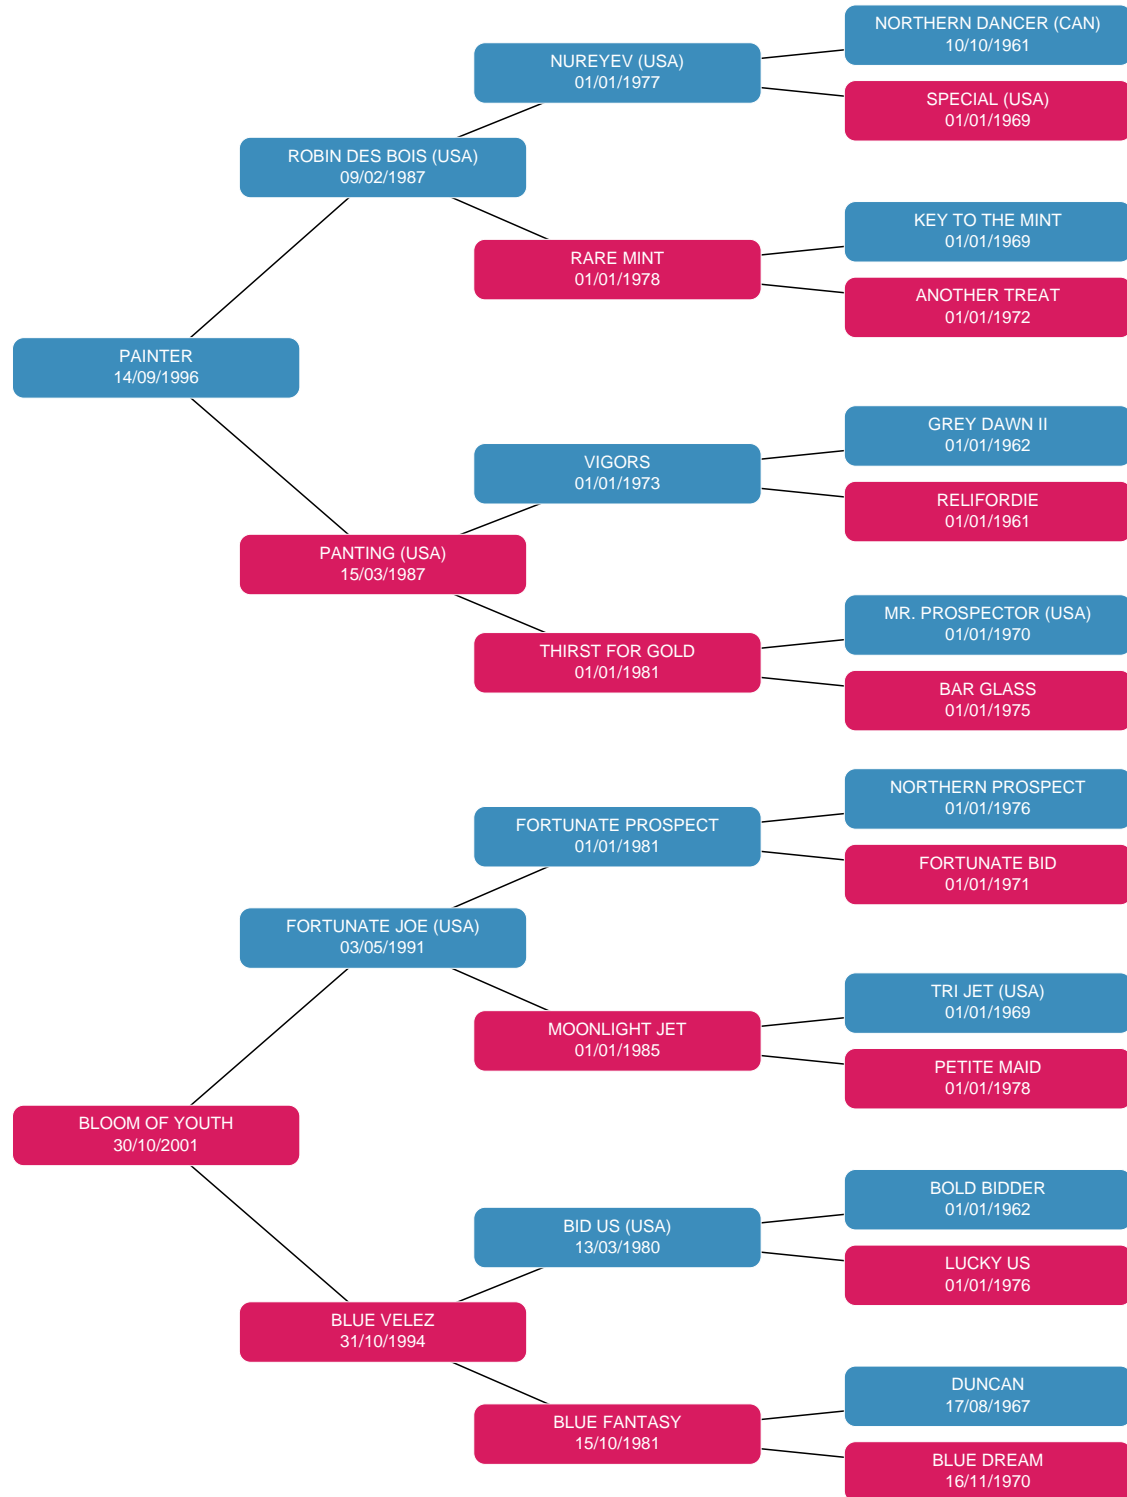 NORTHERN DANCER (CAN)
10/10/1961
NUREYEV (USA)
01/01/1977
SPECIAL (USA)
01/01/1969
ROBIN DES BOIS (USA)
09/02/1987
KEY TO THE MINT
01/01/1969
RARE MINT
01/01/1978
ANOTHER TREAT
01/01/1972
PAINTER
14/09/1996
GREY DAWN II
01/01/1962
VIGORS
01/01/1973
RELIFORDIE
01/01/1961
PANTING (USA)
15/03/1987
MR. PROSPECTOR (USA)
01/01/1970
THIRST FOR GOLD
01/01/1981
BAR GLASS
01/01/1975
NORTHERN PROSPECT
01/01/1976
FORTUNATE PROSPECT
01/01/1981
FORTUNATE BID
01/01/1971
FORTUNATE JOE (USA)
03/05/1991
TRI JET (USA)
01/01/1969
MOONLIGHT JET
01/01/1985
PETITE MAID
01/01/1978
BLOOM OF YOUTH
30/10/2001
BOLD BIDDER
01/01/1962
BID US (USA)
13/03/1980
LUCKY US
01/01/1976
BLUE VELEZ
31/10/1994
DUNCAN
17/08/1967
BLUE FANTASY
15/10/1981
BLUE DREAM
16/11/1970